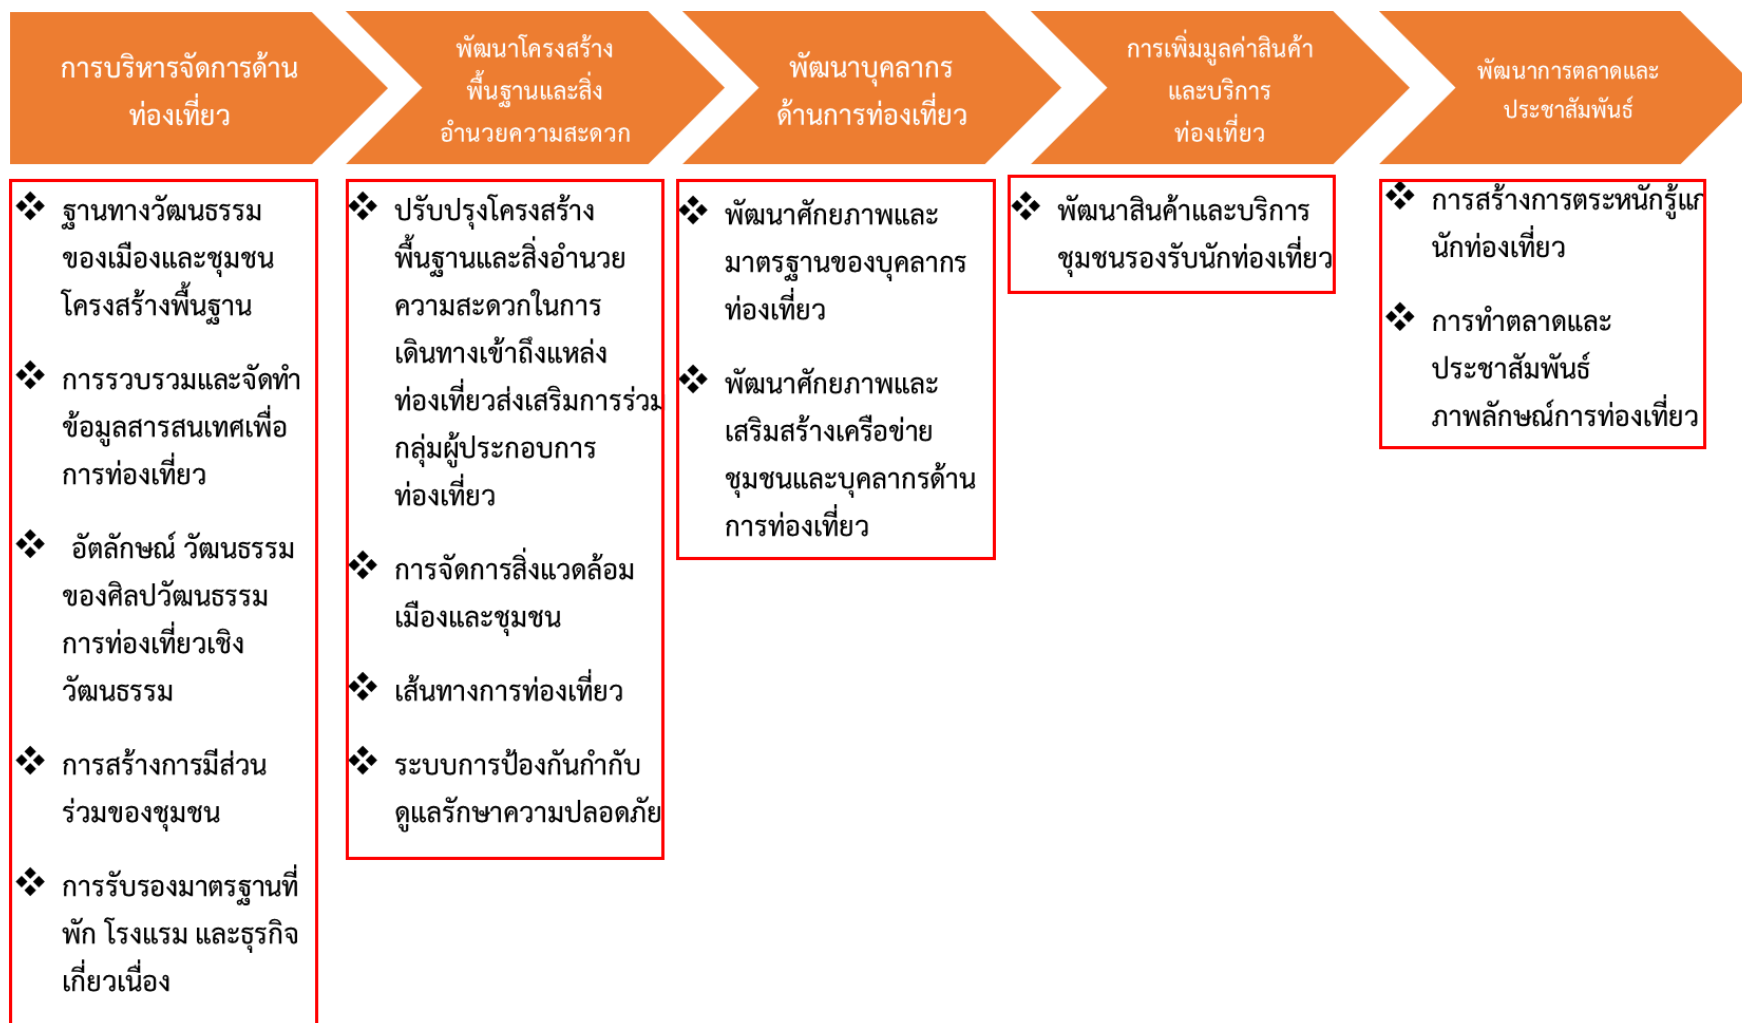 การบริหารจัดการด้าน
ท่องเที่ยว
พัฒนาโครงสร้าง
พื้นฐานและสิ่ง
อำนวยความสะดวก
พัฒนาบุคลากร
ด้านการท่องเที่ยว
การเพิ่มมูลค่าสินค้า
และบริการ
ท่องเที่ยว
พัฒนาการตลาดและ
ประชาสัมพันธ์
❖ ฐานทางวัฒนธรรม
ของเมืองและชุมชน
โครงสร้างพื้นฐาน
❖ การรวบรวมและจัดทำ
ข้อมูลสารสนเทศเพื่อ
การท่องเที่ยว
❖ อัตลักษณ์ วัฒนธรรม
ของศิลปวัฒนธรรม
การท่องเที่ยวเชิง
วัฒนธรรม
❖ การสร้างการมีส่วน
ร่วมของชุมชน
❖ การรับรองมาตรฐานที่
พัก โรงแรม และธุรกิจ
เกี่ยวเนื่อง
❖ ปรับปรุงโครงสร้าง
พื้นฐานและสิ่งอำนวย
ความสะดวกในการ
เดินทางเข้าถึงแหล่ง
ท่องเที่ยวส่งเสริมการร่วม
กลุ่มผู้ประกอบการ
ท่องเที่ยว
❖ การจัดการสิ่งแวดล้อม
เมืองและชุมชน
❖ เส้นทางการท่องเที่ยว
❖ ระบบการป้องกันกำกับ
ดูแลรักษาความปลอดภัย
❖ พัฒนาศักยภาพและ
มาตรฐานของบุคลากร
ท่องเที่ยว
❖ พัฒนาศักยภาพและ
เสริมสร้างเครือข่าย
ชุมชนและบุคลากรด้าน
การท่องเที่ยว
❖ พัฒนาสินค้าและบริการ
ชุมชนรองรับนักท่องเที่ยว
❖ การสร้างการตระหนักรู้แก
นักท่องเที่ยว
❖ การทำตลาดและ
ประชาสัมพันธ์
ภาพลักษณ์การท่องเที่ยว